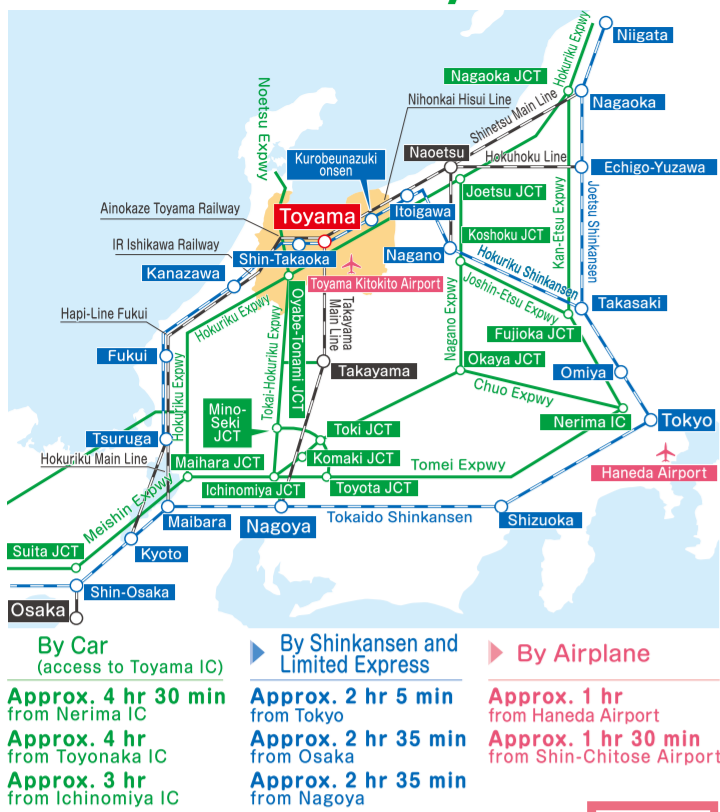 Niigata
Hokuriku Expwy
Nagaoka JCT
Nagaoka
Noetsu Expwy
Nihonkai Hisui Line
Shinetsu Main Line
Kurobeunazuki
onsen
Naoetsu
Hokuhoku Line
Echigo-Yuzawa
Joetsu JCT
Ainokaze Toyama Railway
Toyama
Itoigawa
Kan-Etsu Expwy
Joetsu Shinkansen
IR Ishikawa Railway
Shin-Takaoka
Koshoku JCT
Nagano
Hokuriku Shinkansen
Kanazawa
Toyama Kitokito Airport
Hokuriku Expwy
Oyabe-Tonami JCT
Takayama
Main Line
Nagano Expwy
Joshin-Etsu Expwy
Takasaki
Hapi-Line Fukui
Fujioka JCT
Fukui
Hokuriku Expwy
Tokai-Hokuriku Expwy
Takayama
Okaya JCT
Omiya
Chuo Expwy
Mino-
Seki
JCT
Nerima IC
Tokyo
Tsuruga
Toki JCT
Hokuriku Main Line
Maihara JCT
Komaki JCT
Tomei Expwy
Haneda Airport
Ichinomiya JCT
Toyota JCT
Meishin Expwy
Maibara
Nagoya
Tokaido Shinkansen
Shizuoka
Suita JCT
Kyoto
Shin-Osaka
Osaka
By Car
(access to Toyama IC)
Approx. 4 hr 30 min
from Nerima IC
Approx. 4 hr
from Toyonaka IC
Approx. 3 hr
from Ichinomiya IC
By Shinkansen and
Limited Express
Approx. 2 hr 5 min
from Tokyo
Approx. 2 hr 35 min
from Osaka
Approx. 2 hr 35 min
from Nagoya
By Airplane
Approx. 1 hr
from Haneda Airport
Approx. 1 hr 30 min
from Shin-Chitose Airport